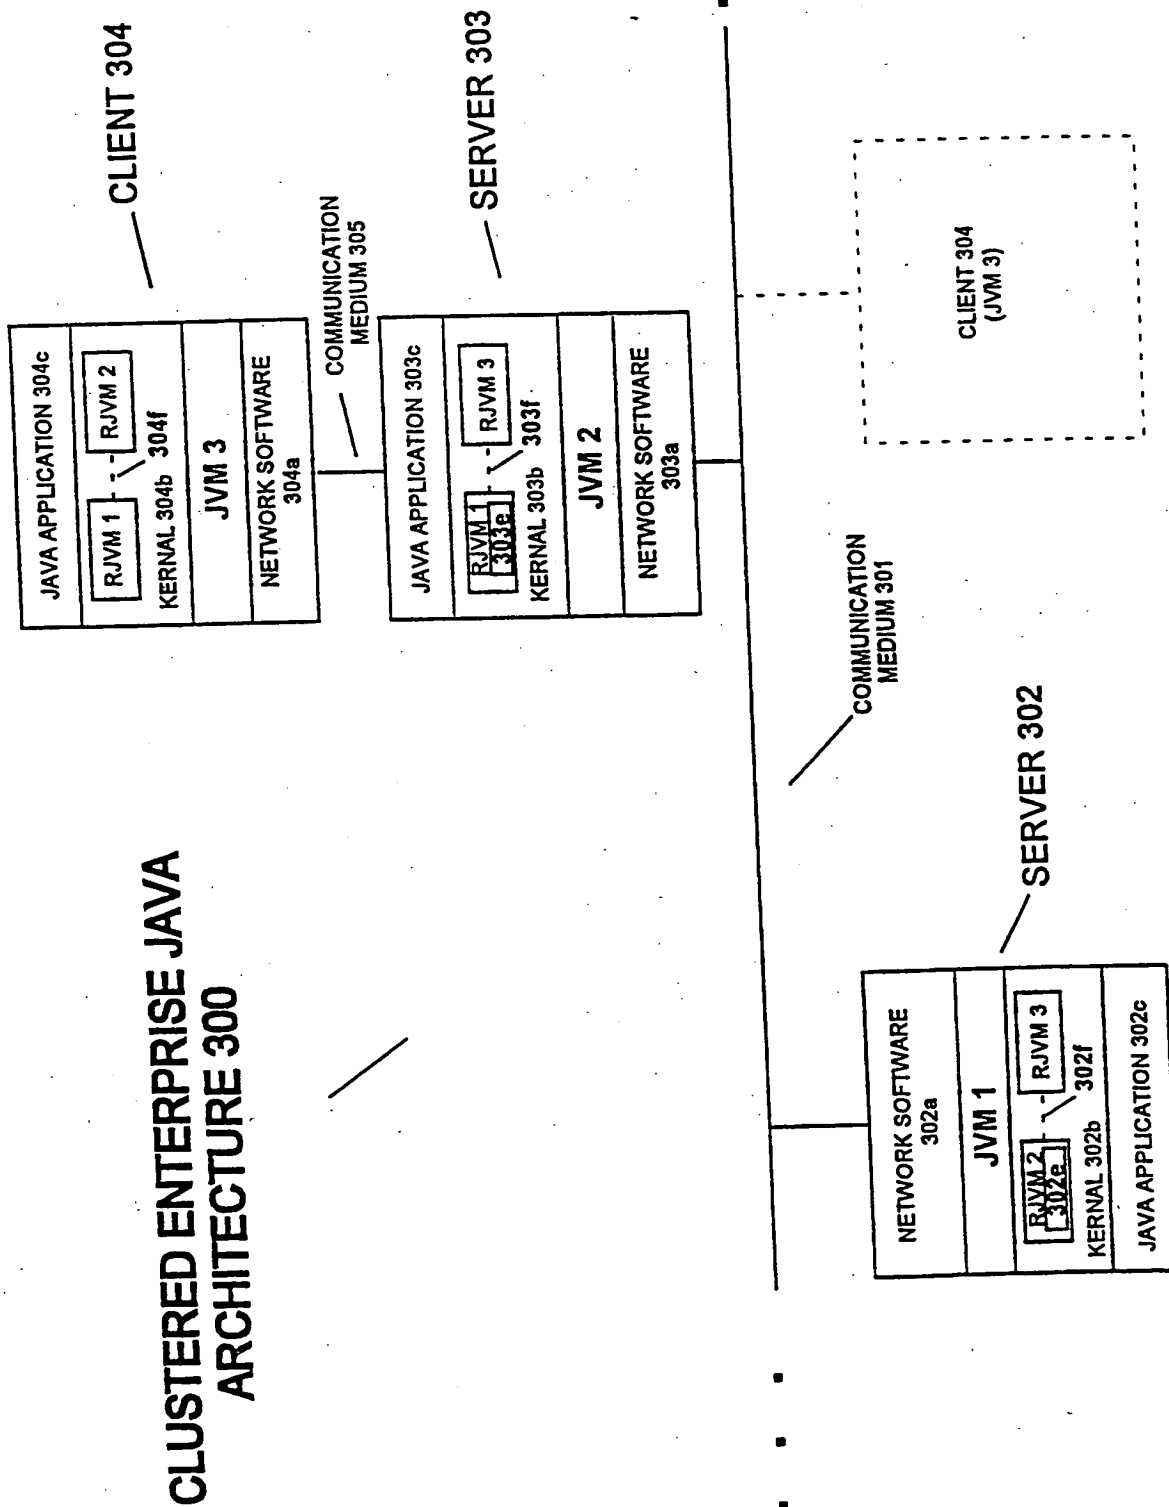 CLUSTERED ENTERPRISE JAVA
ARCHITECTURE 300
JAVA APPLICATION 304c
RJVM 1
RJVM 2
304f
KERNAL 304b
JVM 3
NETWORK SOFTWARE
304a
CLIENT 304
COMMUNICATION
MEDIUM 305
JAVA APPLICATION 303c
RJVM 1
303e
RJVM 3
303f
KERNAL 303b
JVM 2
NETWORK SOFTWARE
303a
SERVER 303
COMMUNICATION
MEDIUM 301
NETWORK SOFTWARE
302a
JVM 1
RJVM 2
302e
RJVM 3
302f
KERNAL 302b
JAVA APPLICATION 302c
SERVER 302
CLIENT 304
(JVM 3)